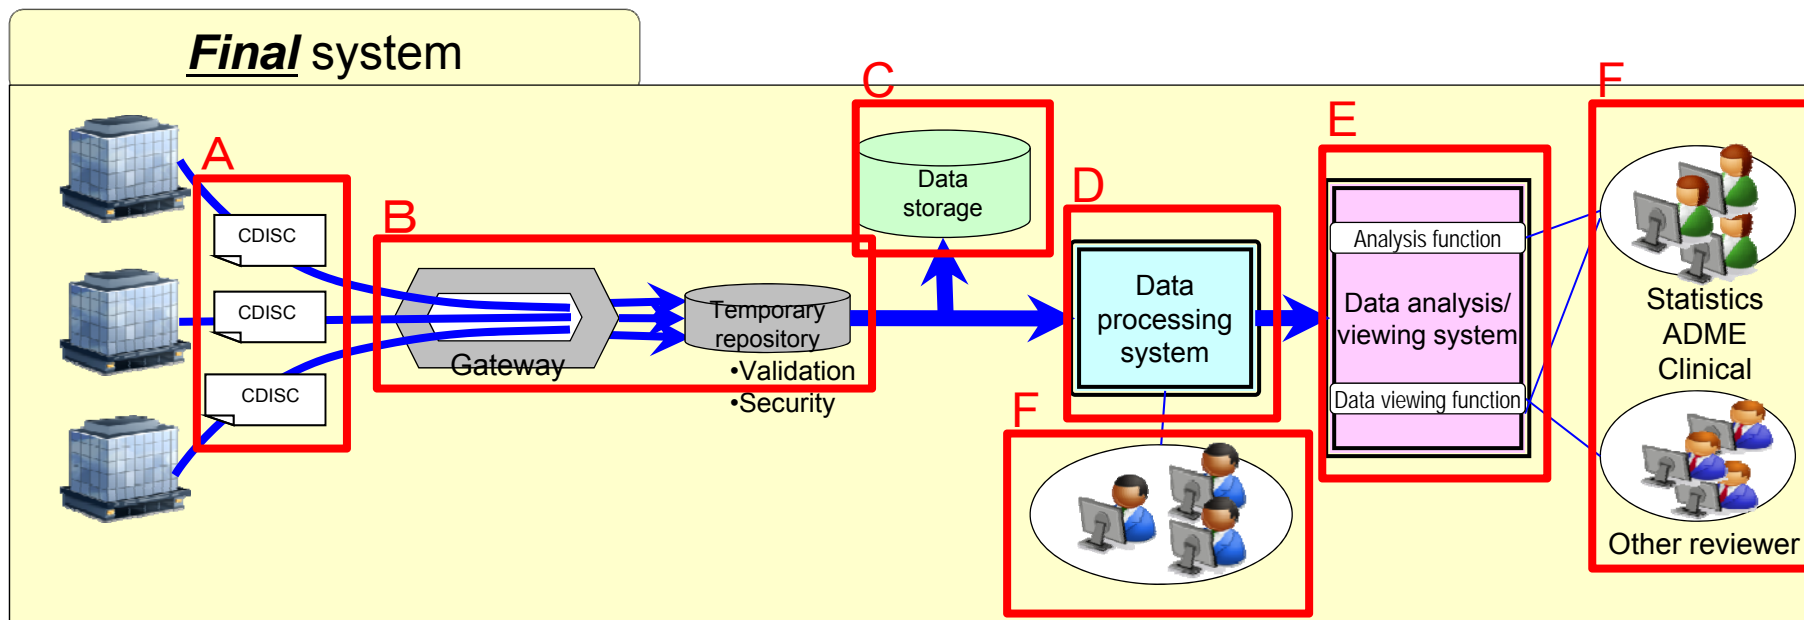 Final system
A
CDISC
CDISC
CDISC
B
Gateway
Temporary
repository
•Validation
•Security
C
Data
storage
D
Data
processing
system
F
E
Analysis function
Data analysis/
viewing system
Data viewing function
F
Statistics
ADME
Clinical
Other reviewer